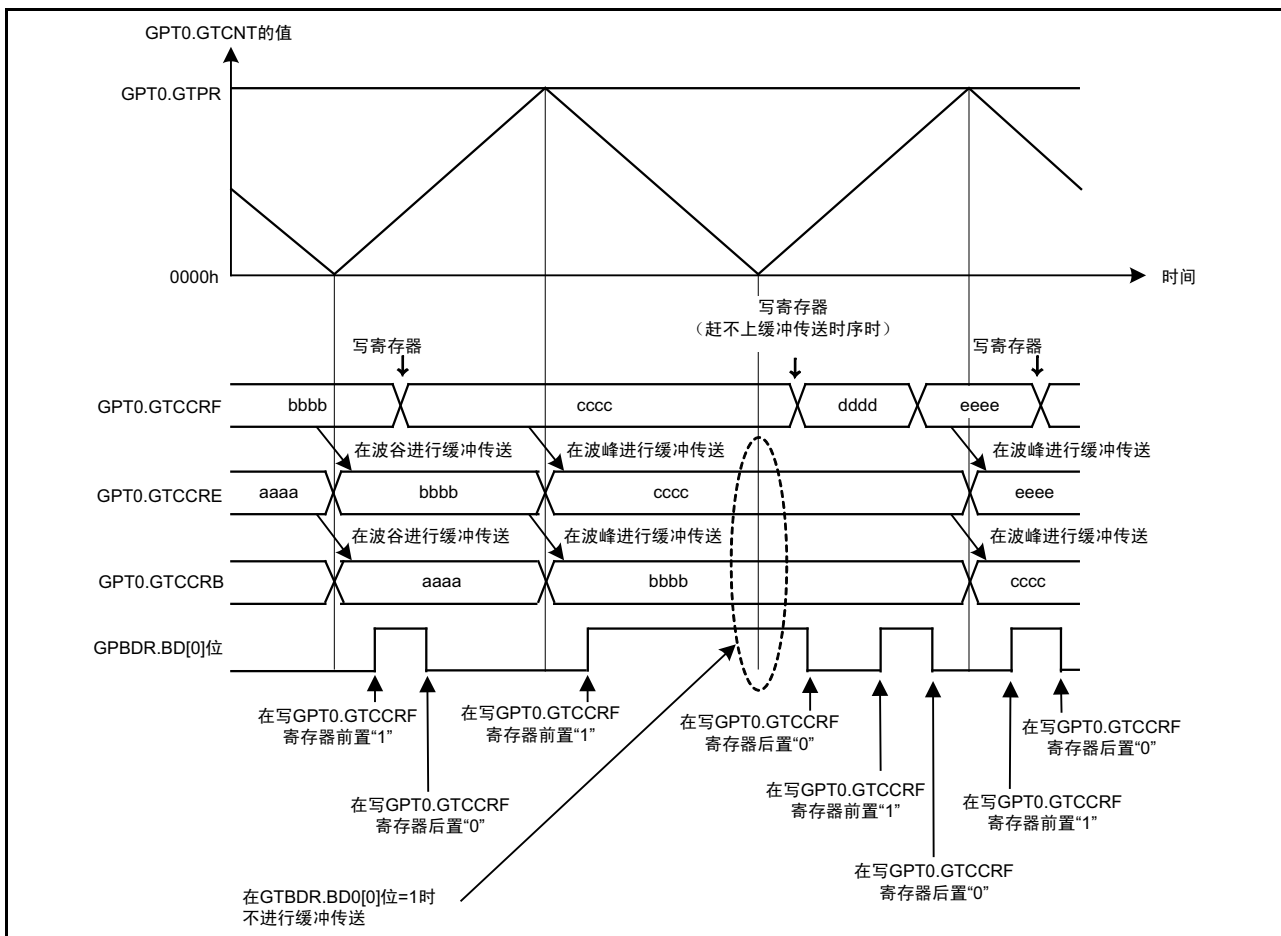 GPT0.GTCNT的值
GPT0.GTPR
0000h
时间
写寄存器
（赶不上缓冲传送时序时）
写寄存器
写寄存器
GPT0.GTCCRF
bbbb
cccc
dddd
eeee
在波谷进行缓冲传送
在波峰进行缓冲传送
在波峰进行缓冲传送
GPT0.GTCCRE
aaaa
bbbb
cccc
eeee
在波谷进行缓冲传送
在波峰进行缓冲传送
在波峰进行缓冲传送
GPT0.GTCCRB
aaaa
bbbb
cccc
GPBDR.BD[0]位
在写GPT0.GTCCRF
寄存器前置“1”
在写GPT0.GTCCRF
寄存器前置“1”
在写GPT0.GTCCRF
寄存器后置“0”
在写GPT0.GTCCRF
寄存器后置“0”
在写GPT0.GTCCRF
寄存器后置“0”
在写GPT0.GTCCRF
寄存器前置“1”
在写GPT0.GTCCRF
寄存器前置“1”
在写GPT0.GTCCRF
寄存器后置“0”
在GTBDR.BD0[0]位=1时
不进行缓冲传送